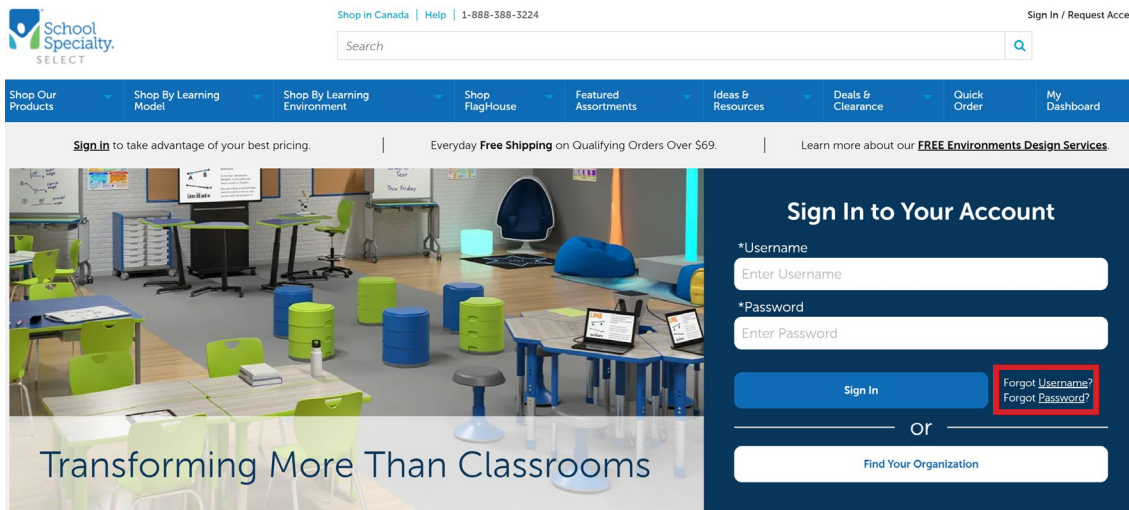 School
Specialty.
SELECT
Shop in Canada | Help | 1-888-388-3224
Sign In / Request Acce
Search
Shop Our
Products
Shop By Learning
Model
Shop By Learning
Environment
Shop
FlagHouse
Featured
Assortments
Ideas &
Resources
Deals &
Clearance
Quick
Order
My
Dashboard
Sign in to take advantage of your best pricing.
Everyday Free Shipping on Qualifying Orders Over $69.
Learn more about our FREE Environments Design Services.
This Friday
Transforming More Than Classrooms
Sign In to Your Account
*Username
Enter Username
*Password
Enter Password
Sign In
Forgot Username?
Forgot Password?
or
Find Your Organization